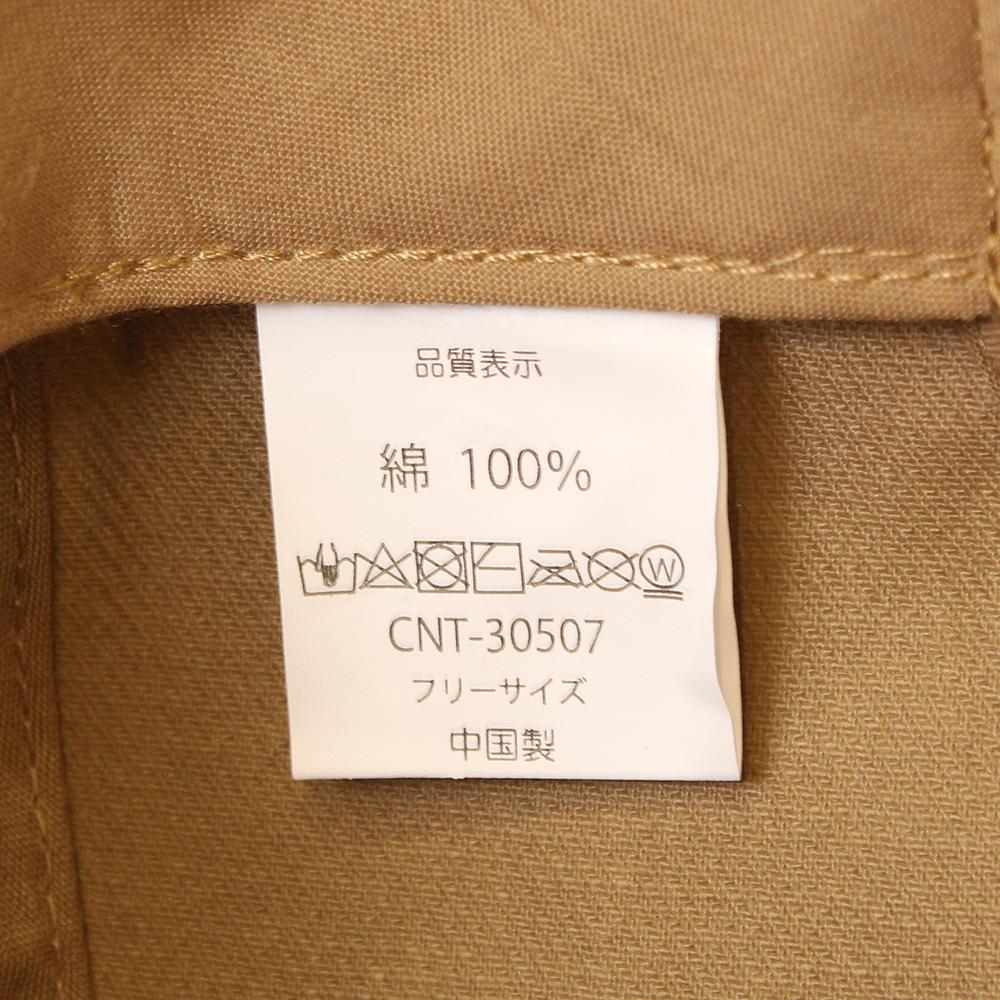 品質表示
綿 100%
W
CNT-30507
フリーサイズ
中国製